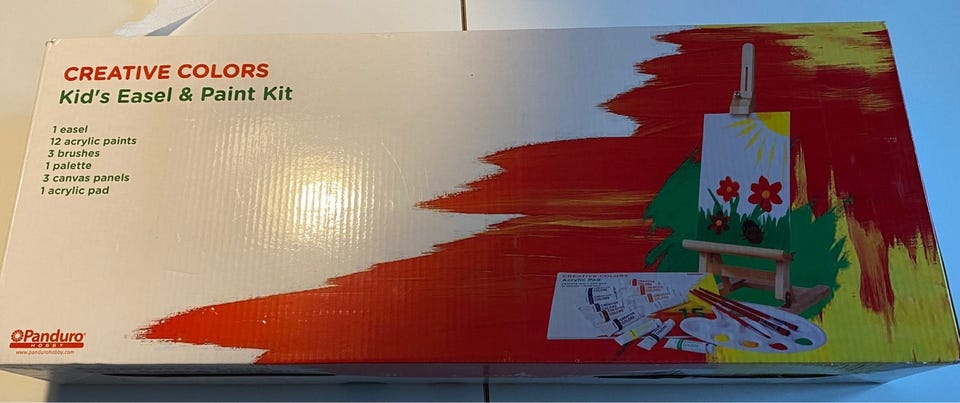 CREATIVE COLORS
Kid's Easel & Paint Kit
1 easel
12 acrylic paints
3 brushes
1 palette
3 canvas panels
1 acrylic pad
CREATIVE COLORS
Acrylic Pad
15
Panduro
HOBBY
www.pandurohobby.com